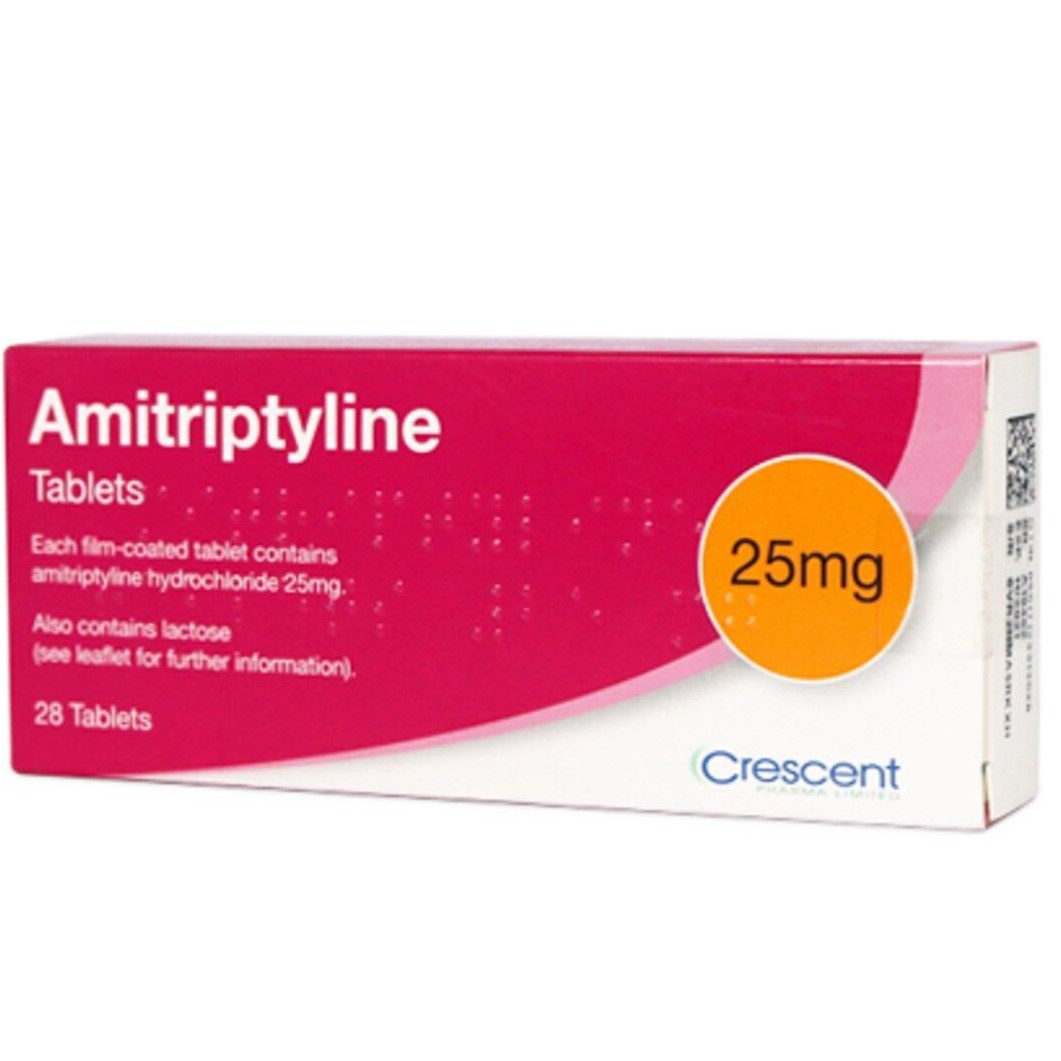 Amitriptyline
Tablets
Each film-coated tablet contains
amitriptyline hydrochloride 25mg.
Also contains lactose
(see leaflet for further information).
28 Tablets
25mg
Crescent
PHARMA LIMITED